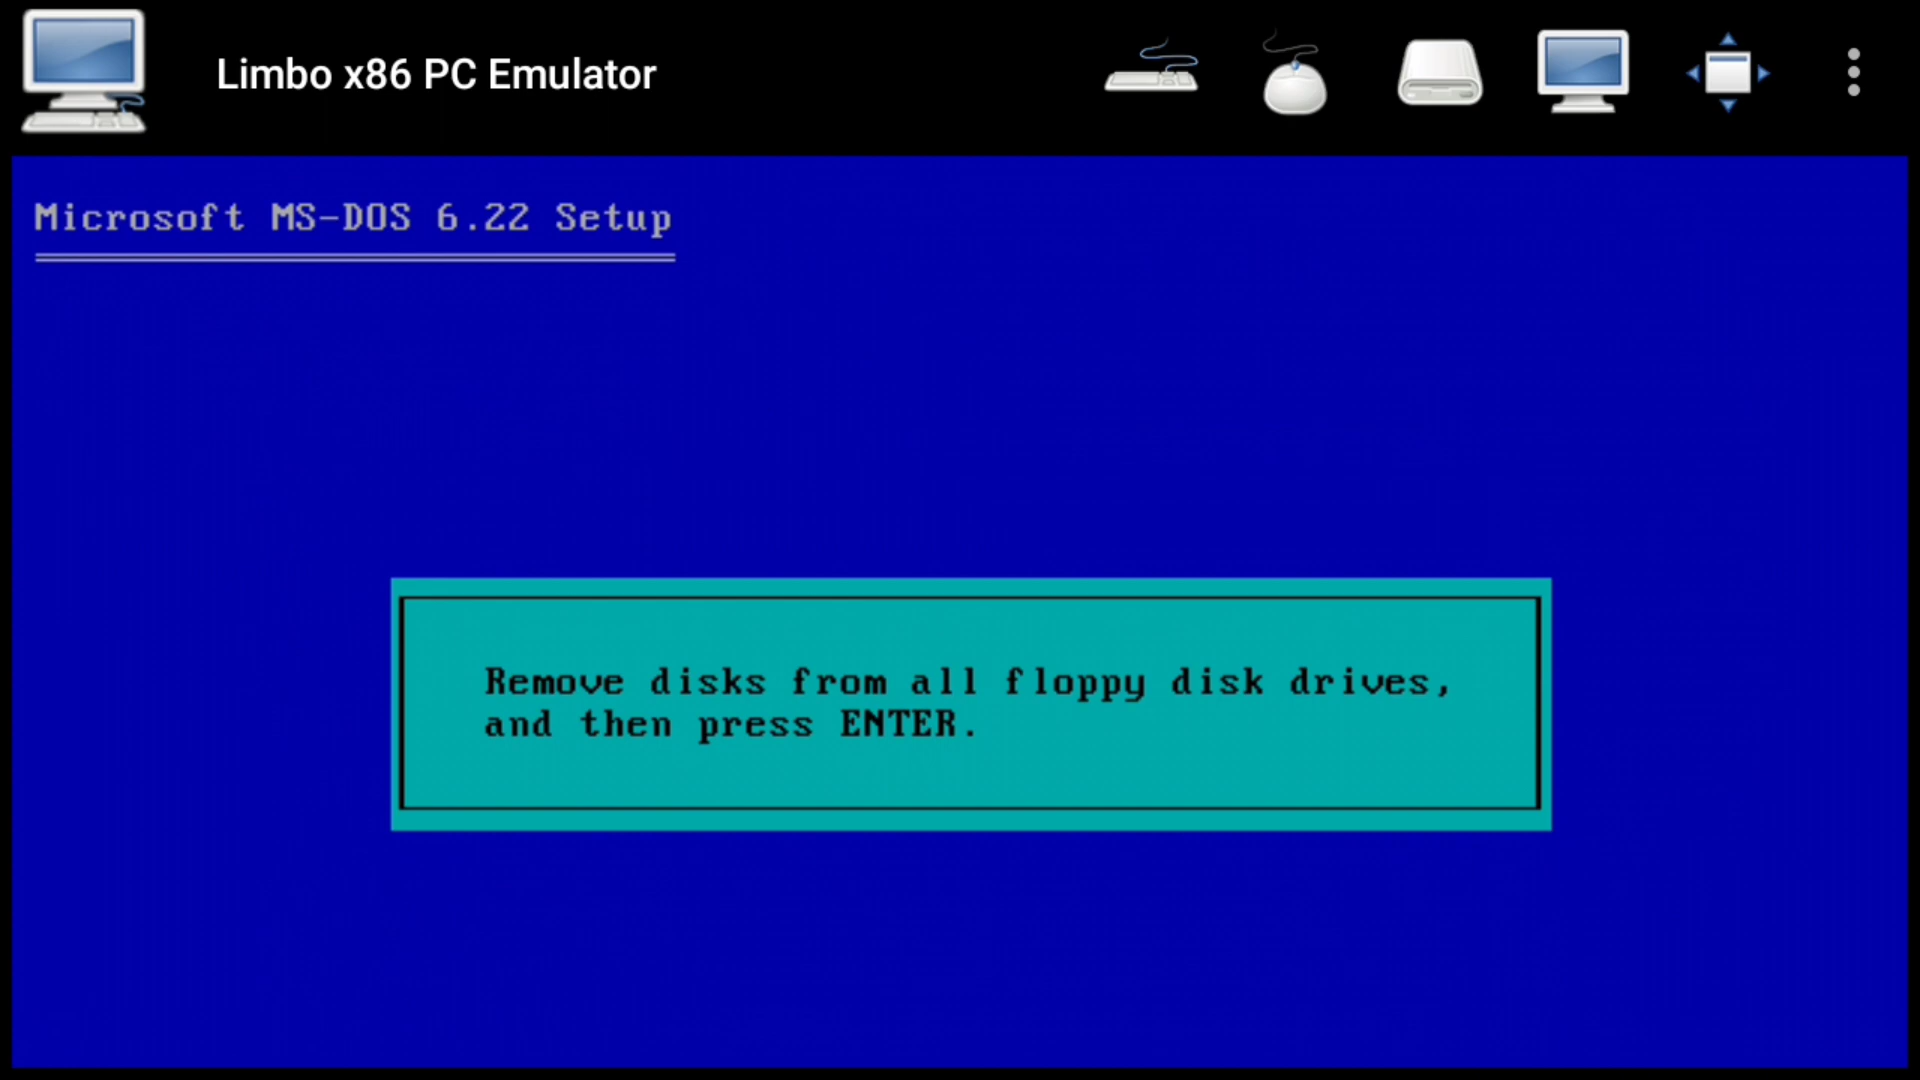 Limbo x86 PC Emulator
Microsoft MS-DOS 6.22 Setup
Remove disks from all floppy disk drives,
and then press ENTER.